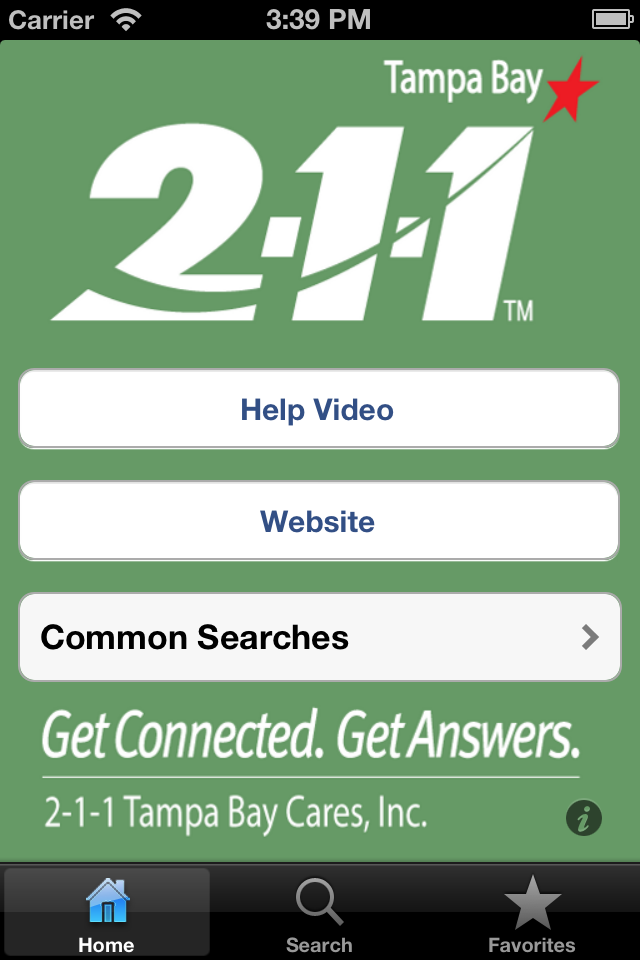 Carrier 3:39 PM
Tampa Bay
2-1-1 TM
Help Video
Website
Common Searches
Get Connected. Get Answers.
2-1-1 Tampa Bay Cares, Inc.
i
Home Search Favorites